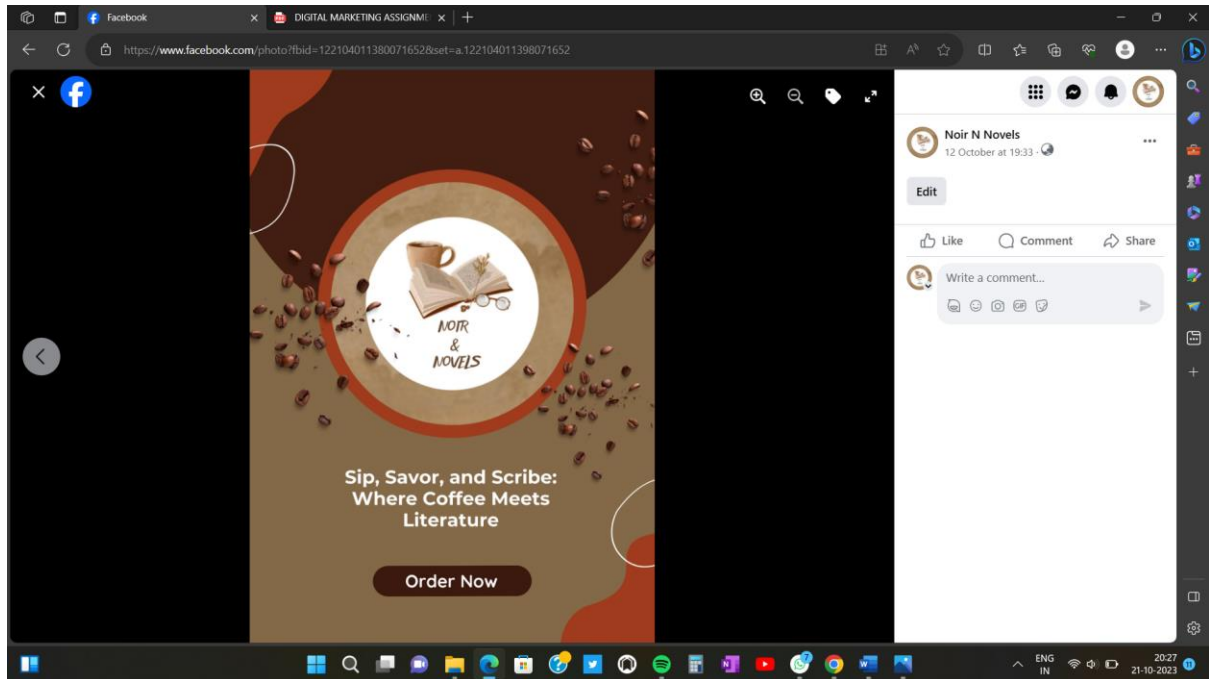 Facebook
DIGITAL MARKETING ASSIGNME
https://www.facebook.com/photo?fbid=122104011380071652&set=a.122104011398071652
Noir N Novels
12 October at 19:33 ·
Edit
Like Comment Share
Write a comment...
GIF
NOIR
&
NOVELS
Sip, Savor, and Scribe:
Where Coffee Meets
Literature
Order Now
ENG
IN
20:27
21-10-2023